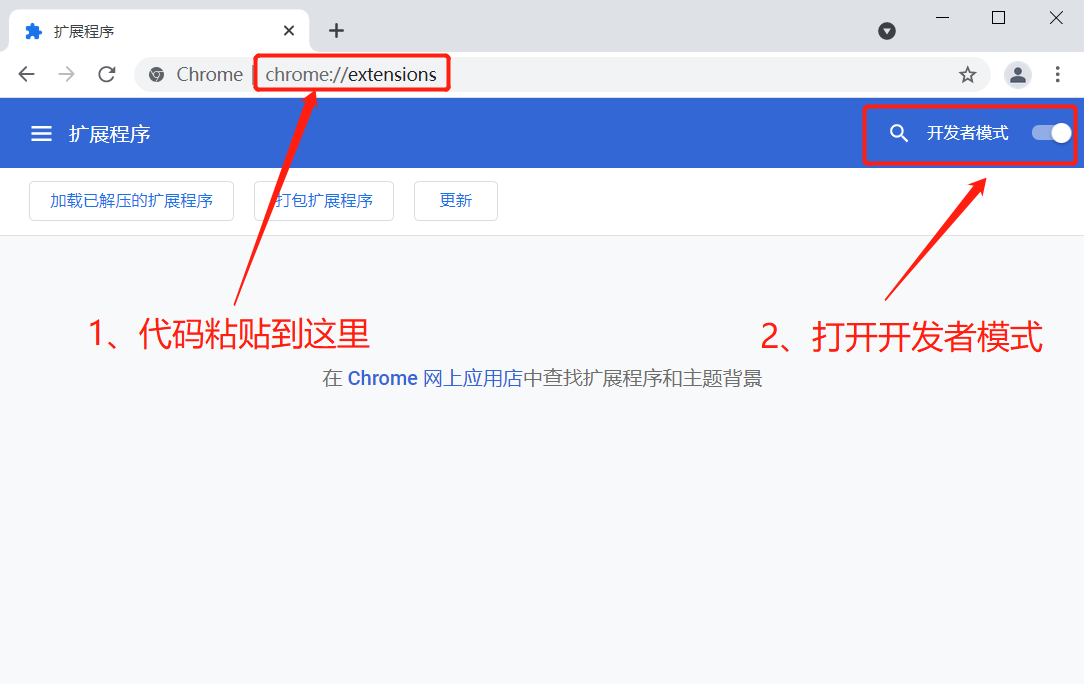 扩展程序
Chrome | chrome://extensions
扩展程序
开发者模式
加载已解压的扩展程序
打包扩展程序
更新
1、代码粘贴到这里
2、打开开发者模式
在 Chrome 网上应用店中查找扩展程序和主题背景